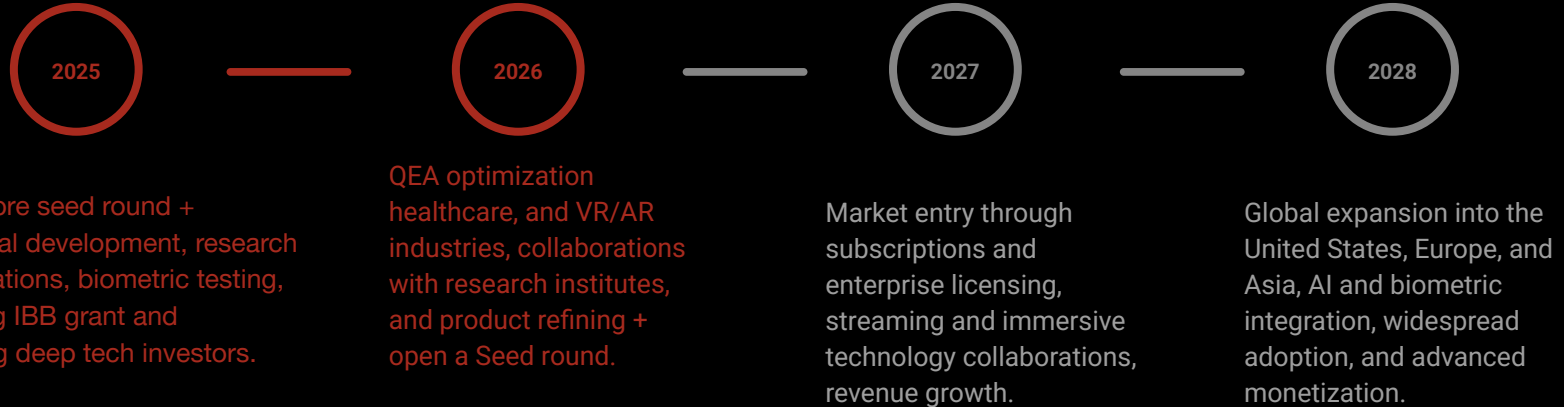 2025
2026
2027
2028
seed round +
development, research
biometric testing,
IBB grant and
deep tech investors.
QEA optimization
healthcare, and VR/AR
industries, collaborations
with research institutes,
and product refining +
open a Seed round.
Market entry through
subscriptions and
enterprise licensing,
streaming and immersive
technology collaborations,
revenue growth.
Global expansion into the
United States, Europe, and
Asia, AI and biometric
integration, widespread
adoption, and advanced
monetization.